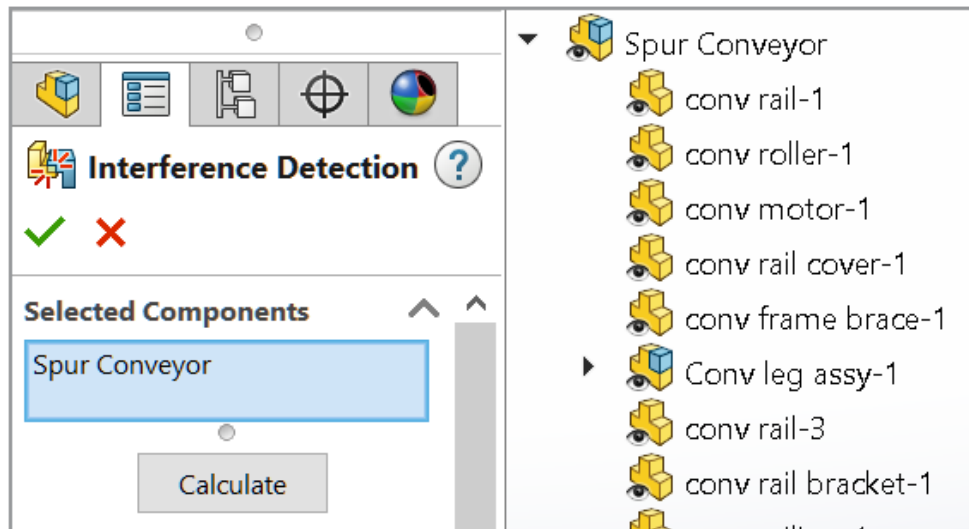 Interference Detection ?
Selected Components
Spur Conveyor
Calculate
Spur Conveyor
conv rail-1
conv roller-1
conv motor-1
conv rail cover-1
conv frame brace-1
Conv leg assy-1
conv rail-3
conv rail bracket-1